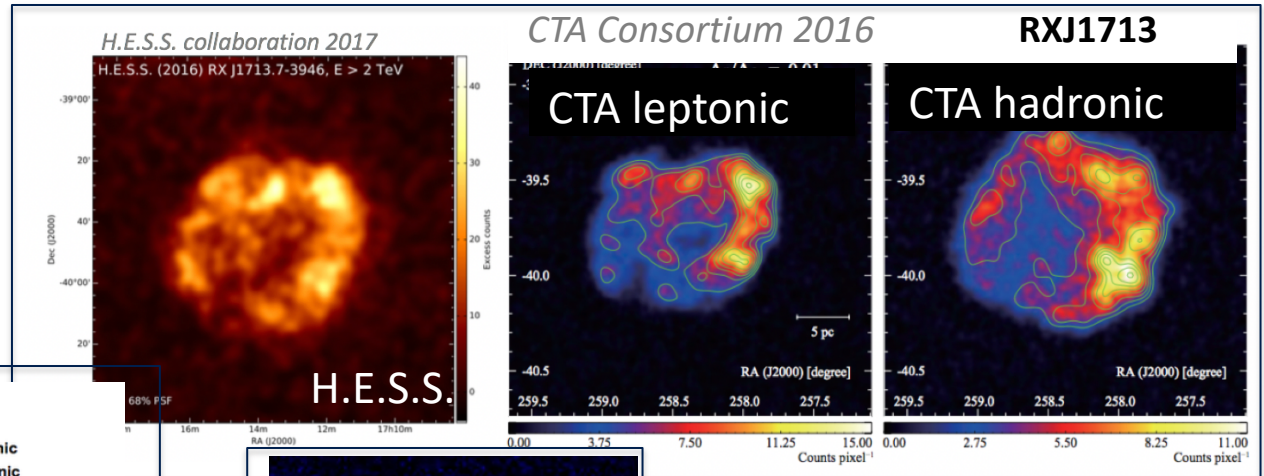 H.E.S.S. collaboration 2017
CTA Consortium 2016
RXJ1713
H.E.S.S. (2016) RX J1713.7-3946, E > 2 TeV
-39°00'
20'
40'
-40°00'
20'
Dec (J2000)
68% PSF
H.E.S.S.
16m
14m
12m
17h10m
RA (J2000)
40
30
20
10
0
Excess counts
DEC (J2000) [degree]
CTA leptonic
-39.5
-40.0
-40.5
5 pc
RA (J2000) [degree]
259.5 259.0 258.5 258.0 257.5
0.00 3.75 7.50 11.25 15.00
Counts pixel⁻¹
CTA hadronic
-39.5
-40.0
-40.5
RA (J2000) [degree]
259.5 259.0 258.5 258.0 257.5
0.00 2.75 5.50 8.25 11.00
Counts pixel⁻¹